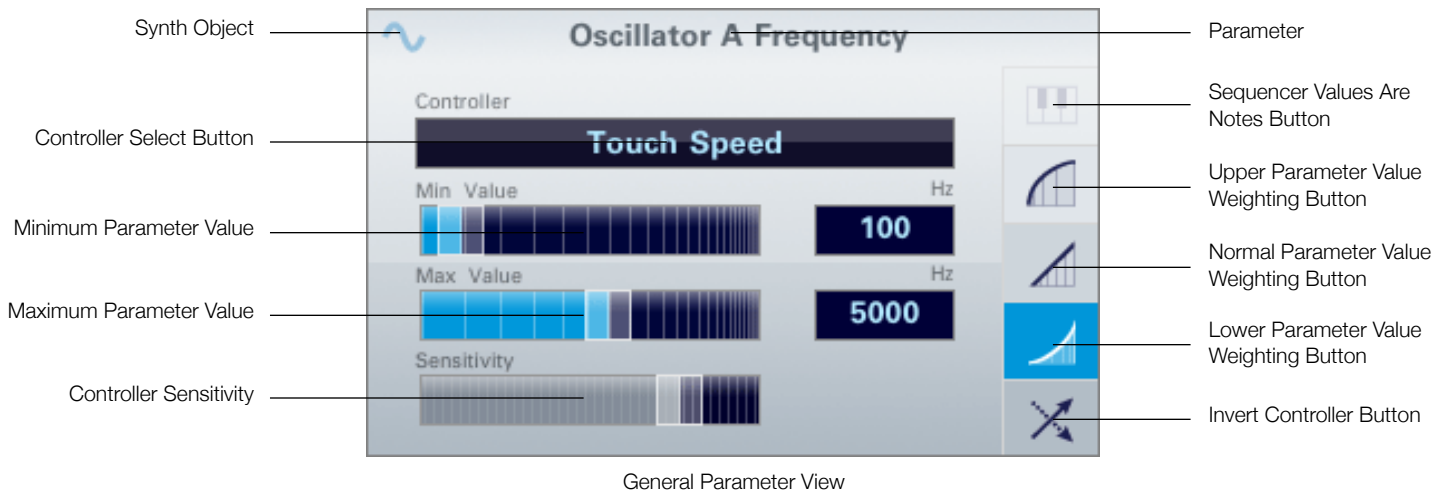 Synth Object
Controller Select Button
Minimum Parameter Value
Maximum Parameter Value
Controller Sensitivity
Oscillator A Frequency
Controller
Touch Speed
Min Value
Hz
100
Max Value
Hz
5000
Sensitivity
Parameter
Sequencer Values Are
Notes Button
Upper Parameter Value
Weighting Button
Normal Parameter Value
Weighting Button
Lower Parameter Value
Weighting Button
Invert Controller Button
General Parameter View